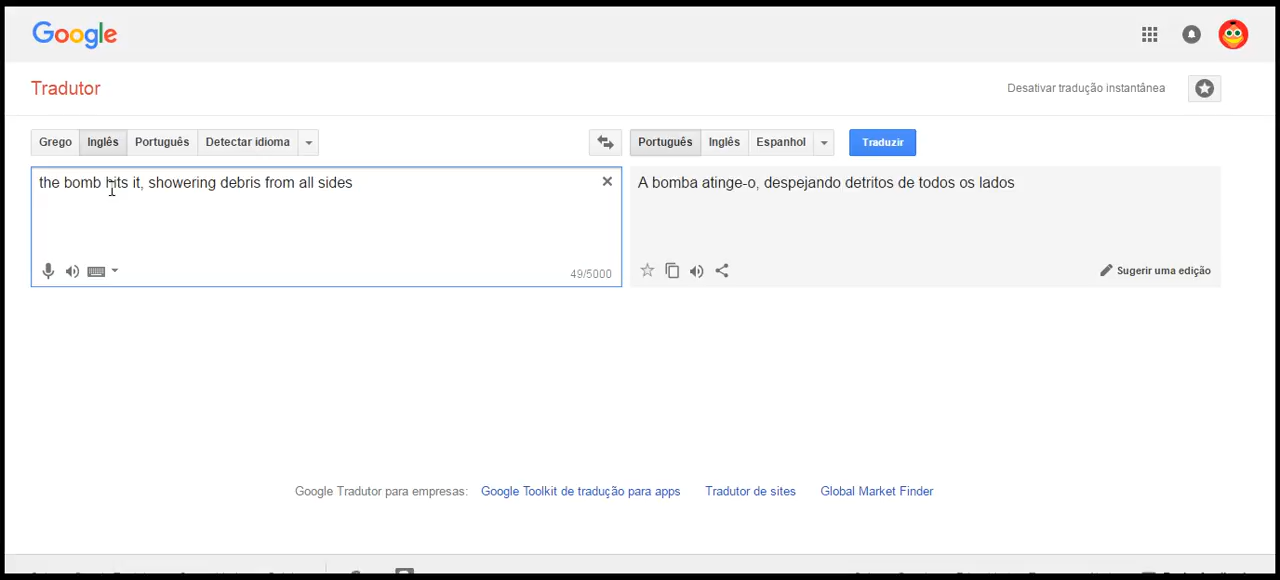 Google
Tradutor
Desativar tradução instantânea
Grego Inglês Português Detectar idioma
Português Inglês Espanhol Traduzir
the bomb hits it, showering debris from all sides
A bomba atinge-o, despejando detritos de todos os lados
49/5000
Sugerir uma edição
Google Tradutor para empresas: Google Toolkit de tradução para apps Tradutor de sites Global Market Finder